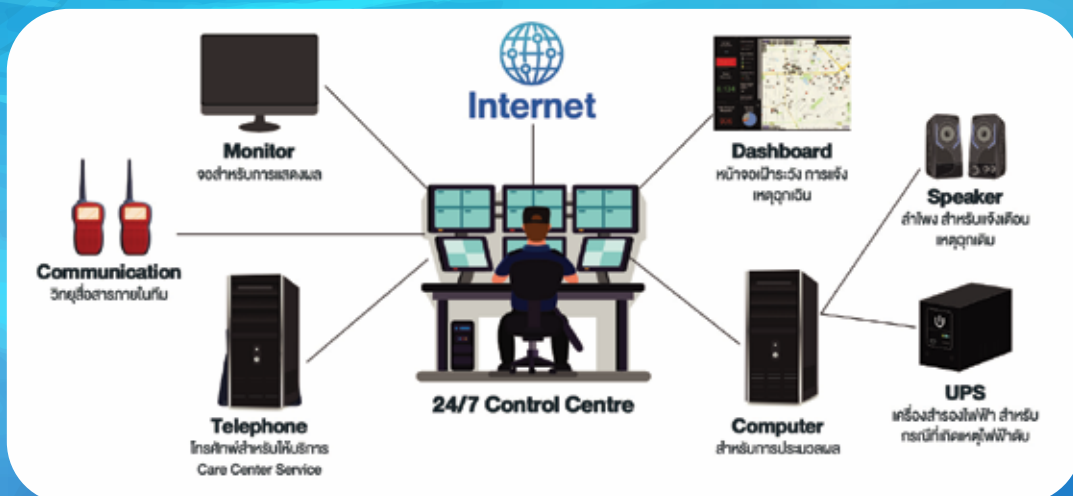 Internet
Monitor
จอสำหรับการแสดงผล
Dashboard
หน้าจอเฝ้าระวัง การแจ้ง
เหตุฉุกเฉิน
Speaker
ลำโพง สำหรับแจ้งเตือน
เหตุฉุกเฉิม
Communication
วิทยุสื่อสารภายในทีม
24/7 Control Centre
Telephone
โทรศัทพ์สำหรับให้บริการ
Care Center Service
Computer
สำหรับการประมวลผล
UPS
เครื่องสำรองไฟฟ้า สำหรับ
กรณีที่เกิดเหตุไฟฟ้าดับ